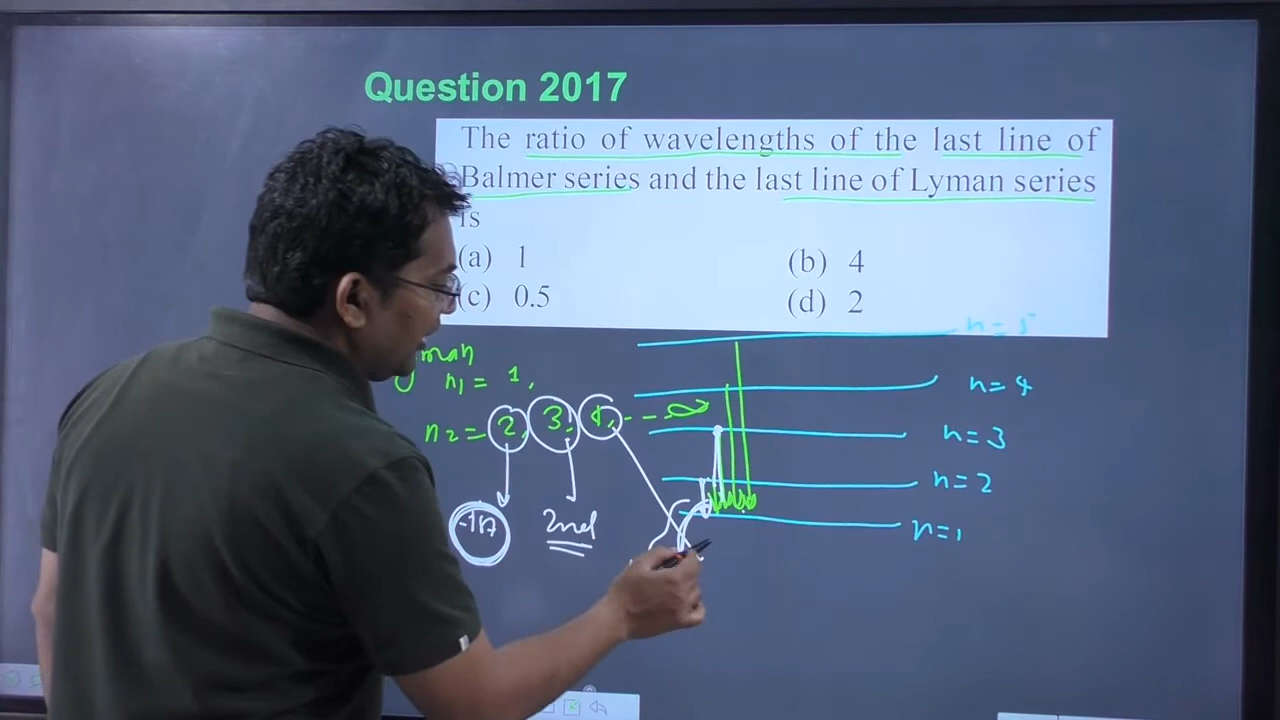 Question 2017
The ratio of wavelengths of the last line of
Balmer series and the last line of Lyman series
is
(a) 1
(b) 4
(c) 0.5
(d) 2
n = 5
n = 4
n = 3
n = 2
n = 1
n₁ = 1,
n₂ = 2, 3, 4, - - ∞
2nd